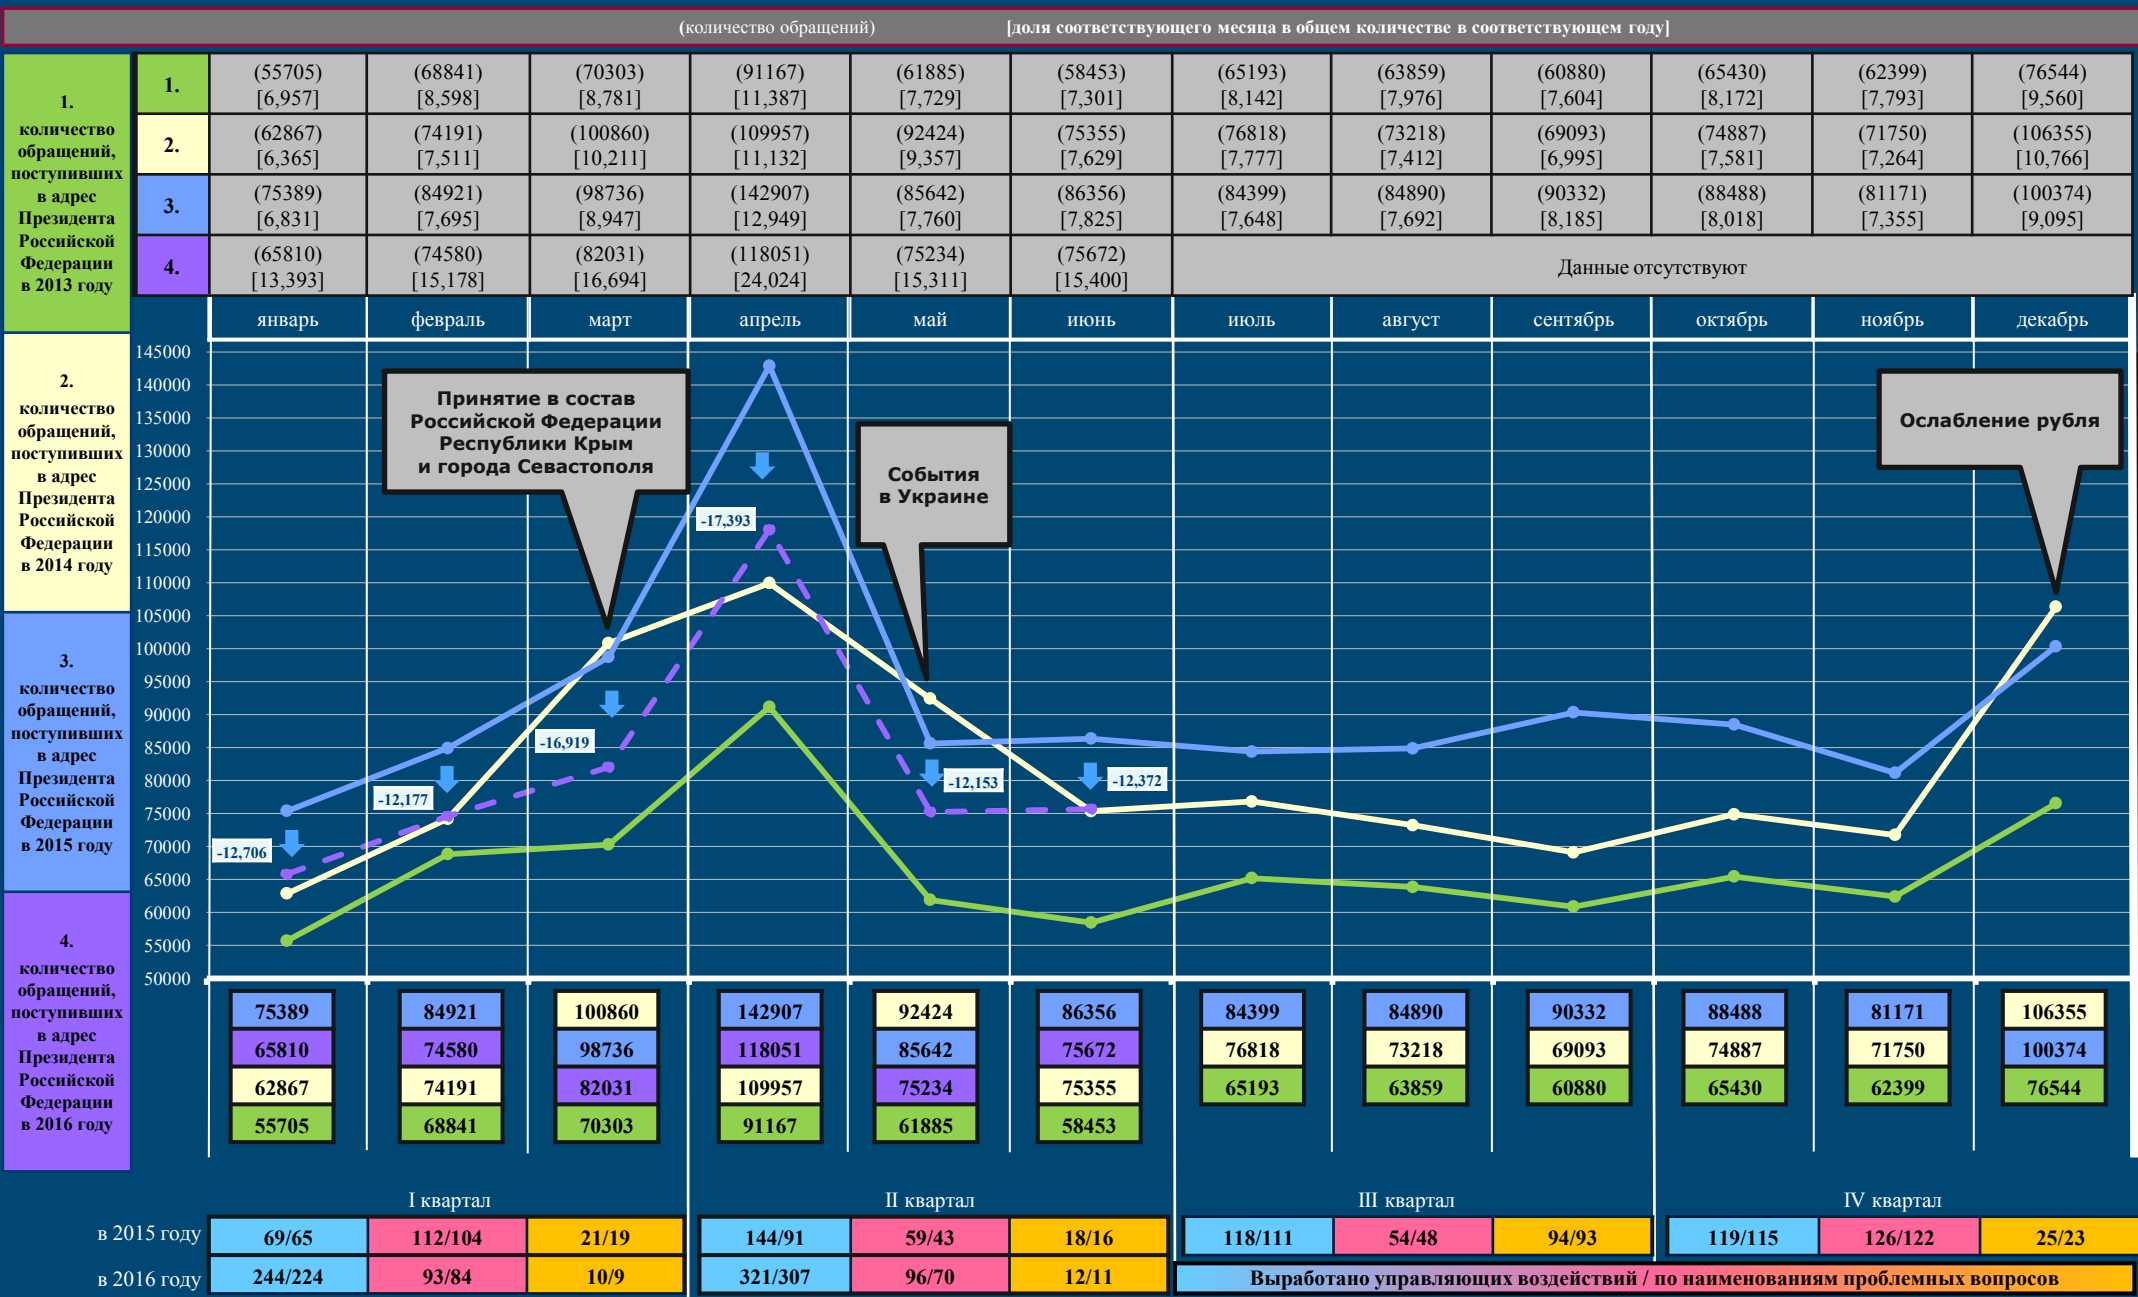 (количество обращений) [доля соответствующего месяца в общем количестве в соответствующем году]
1.
количество
обращений,
поступивших
в адрес
Президента
Российской
Федерации
в 2013 году
2.
количество
обращений,
поступивших
в адрес
Президента
Российской
Федерации
в 2014 году
3.
количество
обращений,
поступивших
в адрес
Президента
Российской
Федерации
в 2015 году
4.
количество
обращений,
поступивших
в адрес
Президента
Российской
Федерации
в 2016 году
1. (55705) (68841) (70303) (91167) (61885) (58453) (65193) (63859) (60880) (65430) (62399) (76544)
[6,957] [8,598] [8,781] [11,387] [7,729] [7,301] [8,142] [7,976] [7,604] [8,172] [7,793] [9,560]
2. (62867) (74191) (100860) (109957) (92424) (75355) (76818) (73218) (69093) (74887) (71750) (106355)
[6,365] [7,511] [10,211] [11,132] [9,357] [7,629] [7,777] [7,412] [6,995] [7,581] [7,264] [10,766]
3. (75389) (84921) (98736) (142907) (85642) (86356) (84399) (84890) (90332) (88488) (81171) (100374)
[6,831] [7,695] [8,947] [12,949] [7,760] [7,825] [7,648] [7,692] [8,185] [8,018] [7,355] [9,095]
4. (65810) (74580) (82031) (118051) (75234) (75672) Данные отсутствуют
[13,393] [15,178] [16,694] [24,024] [15,311] [15,400]
январь февраль март апрель май июнь июль август сентябрь октябрь ноябрь декабрь
145000
140000
135000
130000
125000
120000
115000
110000
105000
100000
95000
90000
85000
80000
75000
70000
65000
60000
55000
50000
Принятие в состав
Российской Федерации
Республики Крым
и города Севастополя
События
в Украине
Ослабление рубля
-12,706
-12,177
-16,919
-17,393
-12,153
-12,372
75389 84921 100860 142907 92424 86356 84399 84890 90332 88488 81171 106355
65810 74580 98736 118051 85642 75672 76818 73218 69093 74887 71750 100374
62867 74191 82031 109957 75234 75355 65193 63859 60880 65430 62399 76544
55705 68841 70303 91167 61885 58453
I квартал II квартал III квартал IV квартал
в 2015 году 69/65 112/104 21/19 144/91 59/43 18/16 118/111 54/48 94/93 119/115 126/122 25/23
в 2016 году 244/224 93/84 10/9 321/307 96/70 12/11 Выработано управляющих воздействий / по наименованиям проблемных вопросов